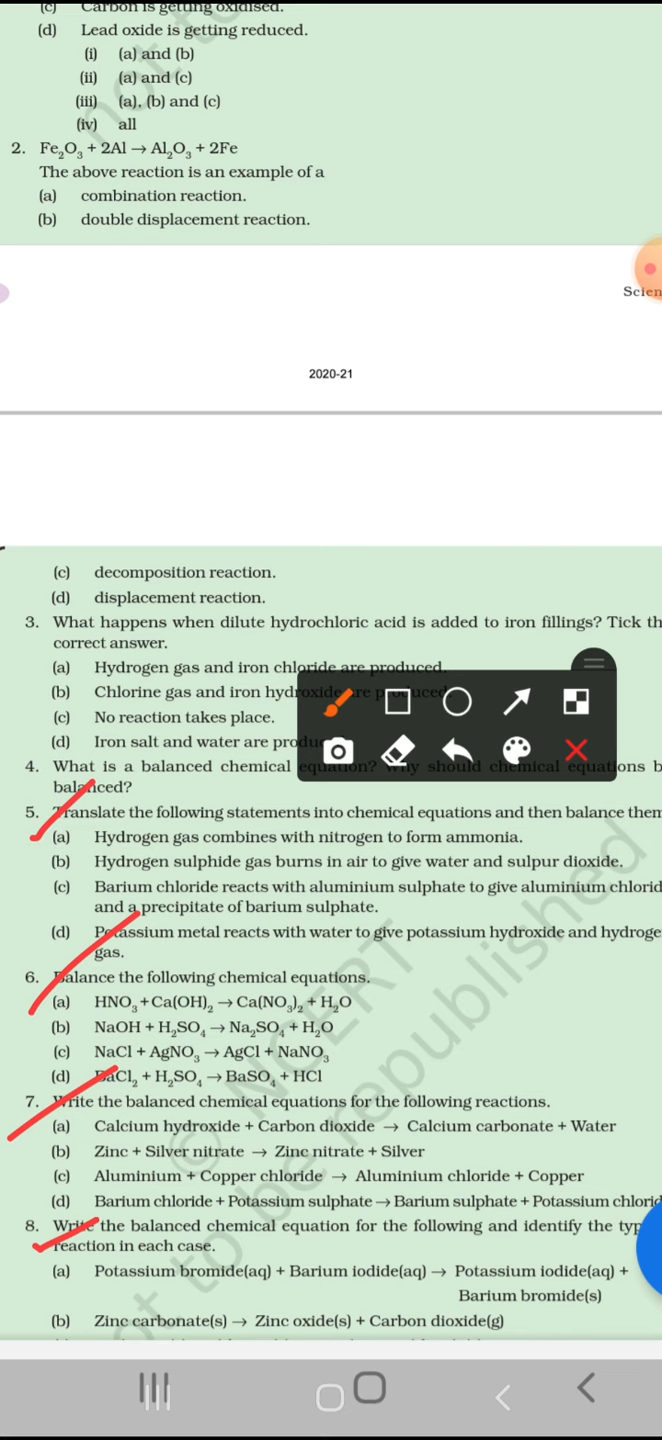 (c) Carbon is getting oxidised.
(d) Lead oxide is getting reduced.
(i) (a) and (b)
(ii) (a) and (c)
(iii) (a), (b) and (c)
(iv) all
2. Fe₂O₃ + 2Al → Al₂O₃ + 2Fe
The above reaction is an example of a
(a) combination reaction.
(b) double displacement reaction.
Scien
2020-21
(c) decomposition reaction.
(d) displacement reaction.
3. What happens when dilute hydrochloric acid is added to iron fillings? Tick th
correct answer.
(a) Hydrogen gas and iron chloride are produced.
(b) Chlorine gas and iron hydroxide are produced.
(c) No reaction takes place.
(d) Iron salt and water are produ
4. What is a balanced chemical equation? Why should chemical equations b
balanced?
5. Translate the following statements into chemical equations and then balance them
(a) Hydrogen gas combines with nitrogen to form ammonia.
(b) Hydrogen sulphide gas burns in air to give water and sulpur dioxide.
(c) Barium chloride reacts with aluminium sulphate to give aluminium chlorid
and a precipitate of barium sulphate.
(d) Potassium metal reacts with water to give potassium hydroxide and hydroge
gas.
6. Balance the following chemical equations.
(a) HNO₃ + Ca(OH)₂ → Ca(NO₃)₂ + H₂O
(b) NaOH + H₂SO₄ → Na₂SO₄ + H₂O
(c) NaCl + AgNO₃ → AgCl + NaNO₃
(d) BaCl₂ + H₂SO₄ → BaSO₄ + HCl
7. Write the balanced chemical equations for the following reactions.
(a) Calcium hydroxide + Carbon dioxide → Calcium carbonate + Water
(b) Zinc + Silver nitrate → Zinc nitrate + Silver
(c) Aluminium + Copper chloride → Aluminium chloride + Copper
(d) Barium chloride + Potassium sulphate → Barium sulphate + Potassium chlorid
8. Write the balanced chemical equation for the following and identify the typ
reaction in each case.
(a) Potassium bromide(aq) + Barium iodide(aq) → Potassium iodide(aq) +
Barium bromide(s)
(b) Zinc carbonate(s) → Zinc oxide(s) + Carbon dioxide(g)
© NCERT
not to be republished